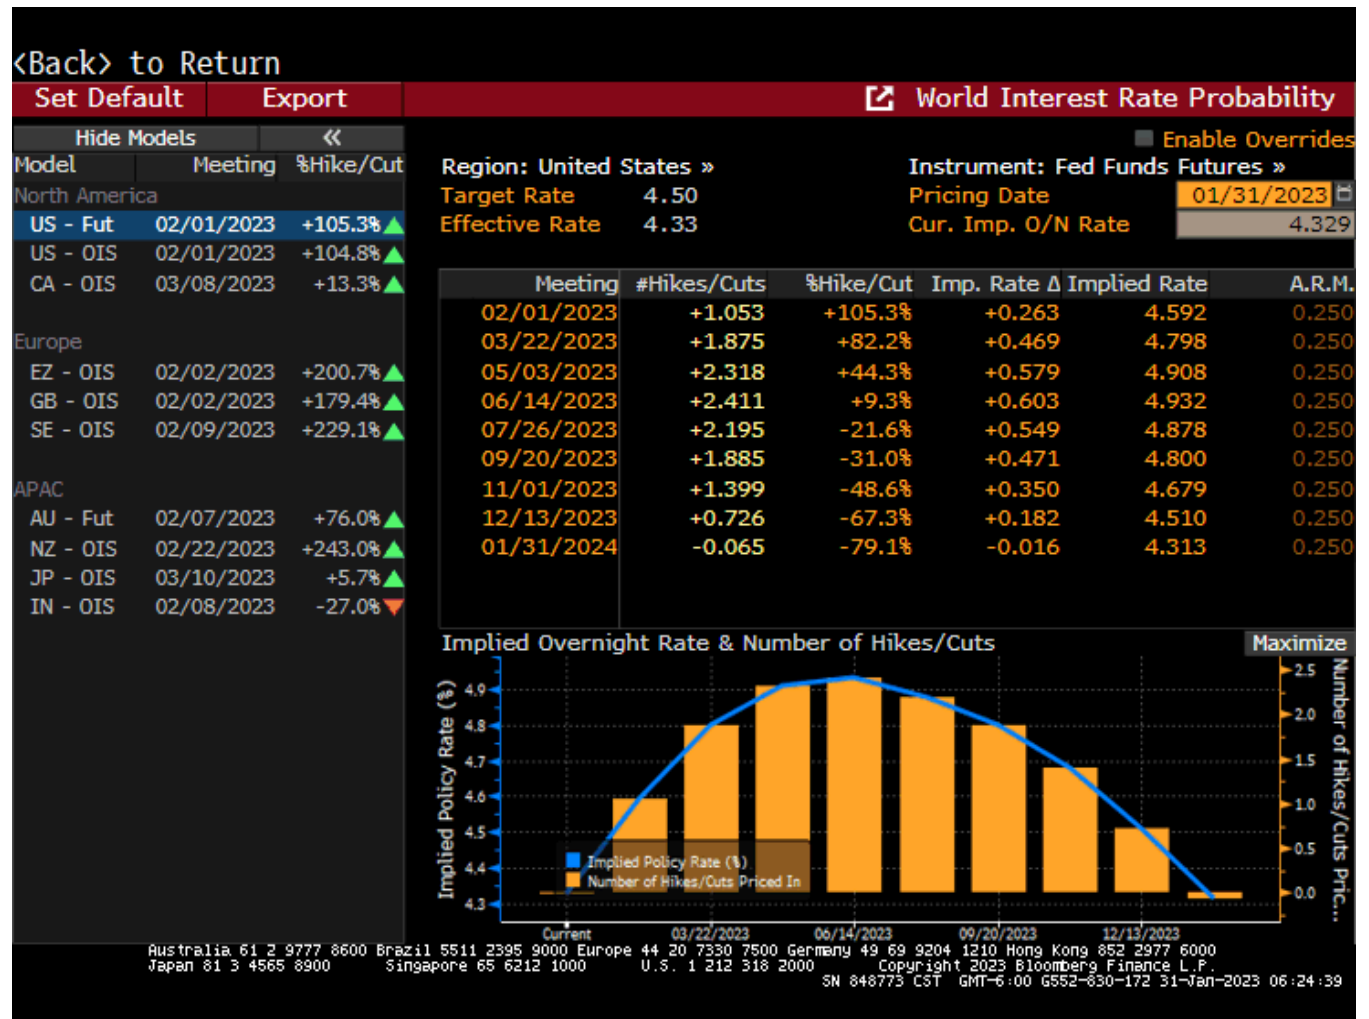 <Back> to Return
Set Default Export World Interest Rate Probability
Hide Models « Enable Overrides
Model Meeting %Hike/Cut
North America
US - Fut 02/01/2023 +105.3%
US - OIS 02/01/2023 +104.8%
CA - OIS 03/08/2023 +13.3%
Europe
EZ - OIS 02/02/2023 +200.7%
GB - OIS 02/02/2023 +179.4%
SE - OIS 02/09/2023 +229.1%
APAC
AU - Fut 02/07/2023 +76.0%
NZ - OIS 02/22/2023 +243.0%
JP - OIS 03/10/2023 +5.7%
IN - OIS 02/08/2023 -27.0%
Region: United States » Instrument: Fed Funds Futures »
Target Rate 4.50 Pricing Date 01/31/2023
Effective Rate 4.33 Cur. Imp. O/N Rate 4.329
Meeting #Hikes/Cuts %Hike/Cut Imp. Rate Δ Implied Rate A.R.M.
02/01/2023 +1.053 +105.3% +0.263 4.592 0.250
03/22/2023 +1.875 +82.2% +0.469 4.798 0.250
05/03/2023 +2.318 +44.3% +0.579 4.908 0.250
06/14/2023 +2.411 +9.3% +0.603 4.932 0.250
07/26/2023 +2.195 -21.6% +0.549 4.878 0.250
09/20/2023 +1.885 -31.0% +0.471 4.800 0.250
11/01/2023 +1.399 -48.6% +0.350 4.679 0.250
12/13/2023 +0.726 -67.3% +0.182 4.510 0.250
01/31/2024 -0.065 -79.1% -0.016 4.313 0.250
Implied Overnight Rate & Number of Hikes/Cuts Maximize
Implied Policy Rate (%)
4.9
4.8
4.7
4.6
4.5
4.4
4.3
Implied Policy Rate (%)
Number of Hikes/Cuts Priced In
2.5
2.0
1.5
1.0
0.5
0.0
Number of Hikes/Cuts Pric...
Current 03/22/2023 06/14/2023 09/20/2023 12/13/2023
Australia 61 2 9777 8600 Brazil 5511 2395 9000 Europe 44 20 7330 7500 Germany 49 69 9204 1210 Hong Kong 852 2977 6000
Japan 81 3 4565 8900 Singapore 65 6212 1000 U.S. 1 212 318 2000 Copyright 2023 Bloomberg Finance L.P.
SN 848773 CST GMT-6:00 G552-830-172 31-Jan-2023 06:24:39